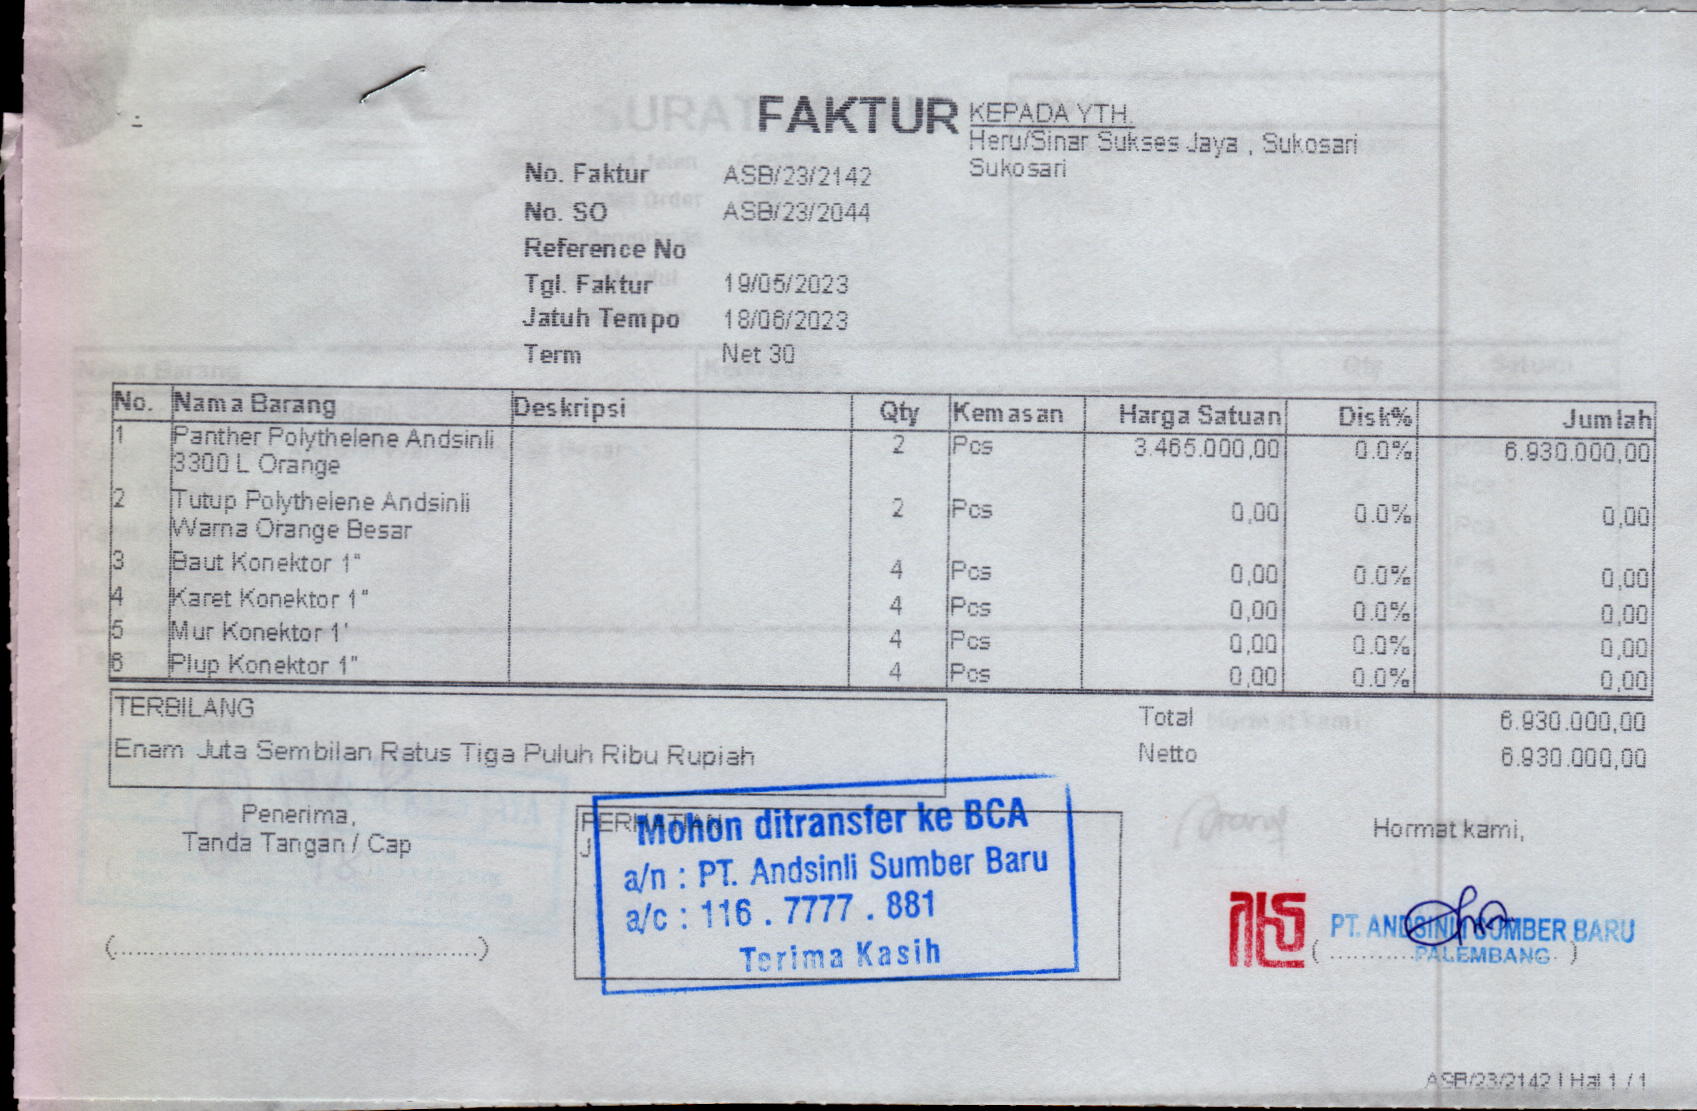 FAKTUR
KEPADA YTH.
Heru/Sinar Sukses Jaya , Sukosari
Sukosari
No. Faktur ASB/23/2142
No. SO ASB/23/2044
Reference No
Tgl. Faktur 19/05/2023
Jatuh Tempo 18/06/2023
Term Net 30
No. Nama Barang Deskripsi Qty Kemasan Harga Satuan Disk% Jumlah
1 Panther Polythelene Andsinli 2 Pcs 3.465.000,00 0.0% 6.930.000,00
3300 L Orange
2 Tutup Polythelene Andsinli 2 Pcs 0,00 0.0% 0,00
Warna Orange Besar
3 Baut Konektor 1" 4 Pcs 0,00 0.0% 0,00
4 Karet Konektor 1" 4 Pcs 0,00 0.0% 0,00
5 Mur Konektor 1' 4 Pcs 0,00 0.0% 0,00
6 Plup Konektor 1" 4 Pcs 0,00 0.0% 0,00
TERBILANG
Enam Juta Sembilan Ratus Tiga Puluh Ribu Rupiah
Total 6.930.000,00
Netto 6.930.000,00
Penerima,
Tanda Tangan / Cap
(................................................)
PERHATIAN
Mohon ditransfer ke BCA
a/n : PT. Andsinli Sumber Baru
a/c : 116 . 7777 . 881
Terima Kasih
Hormat kami,
PT. ANDSINLI SUMBER BARU
PALEMBANG
ASB/23/2142 | Hal 1 / 1